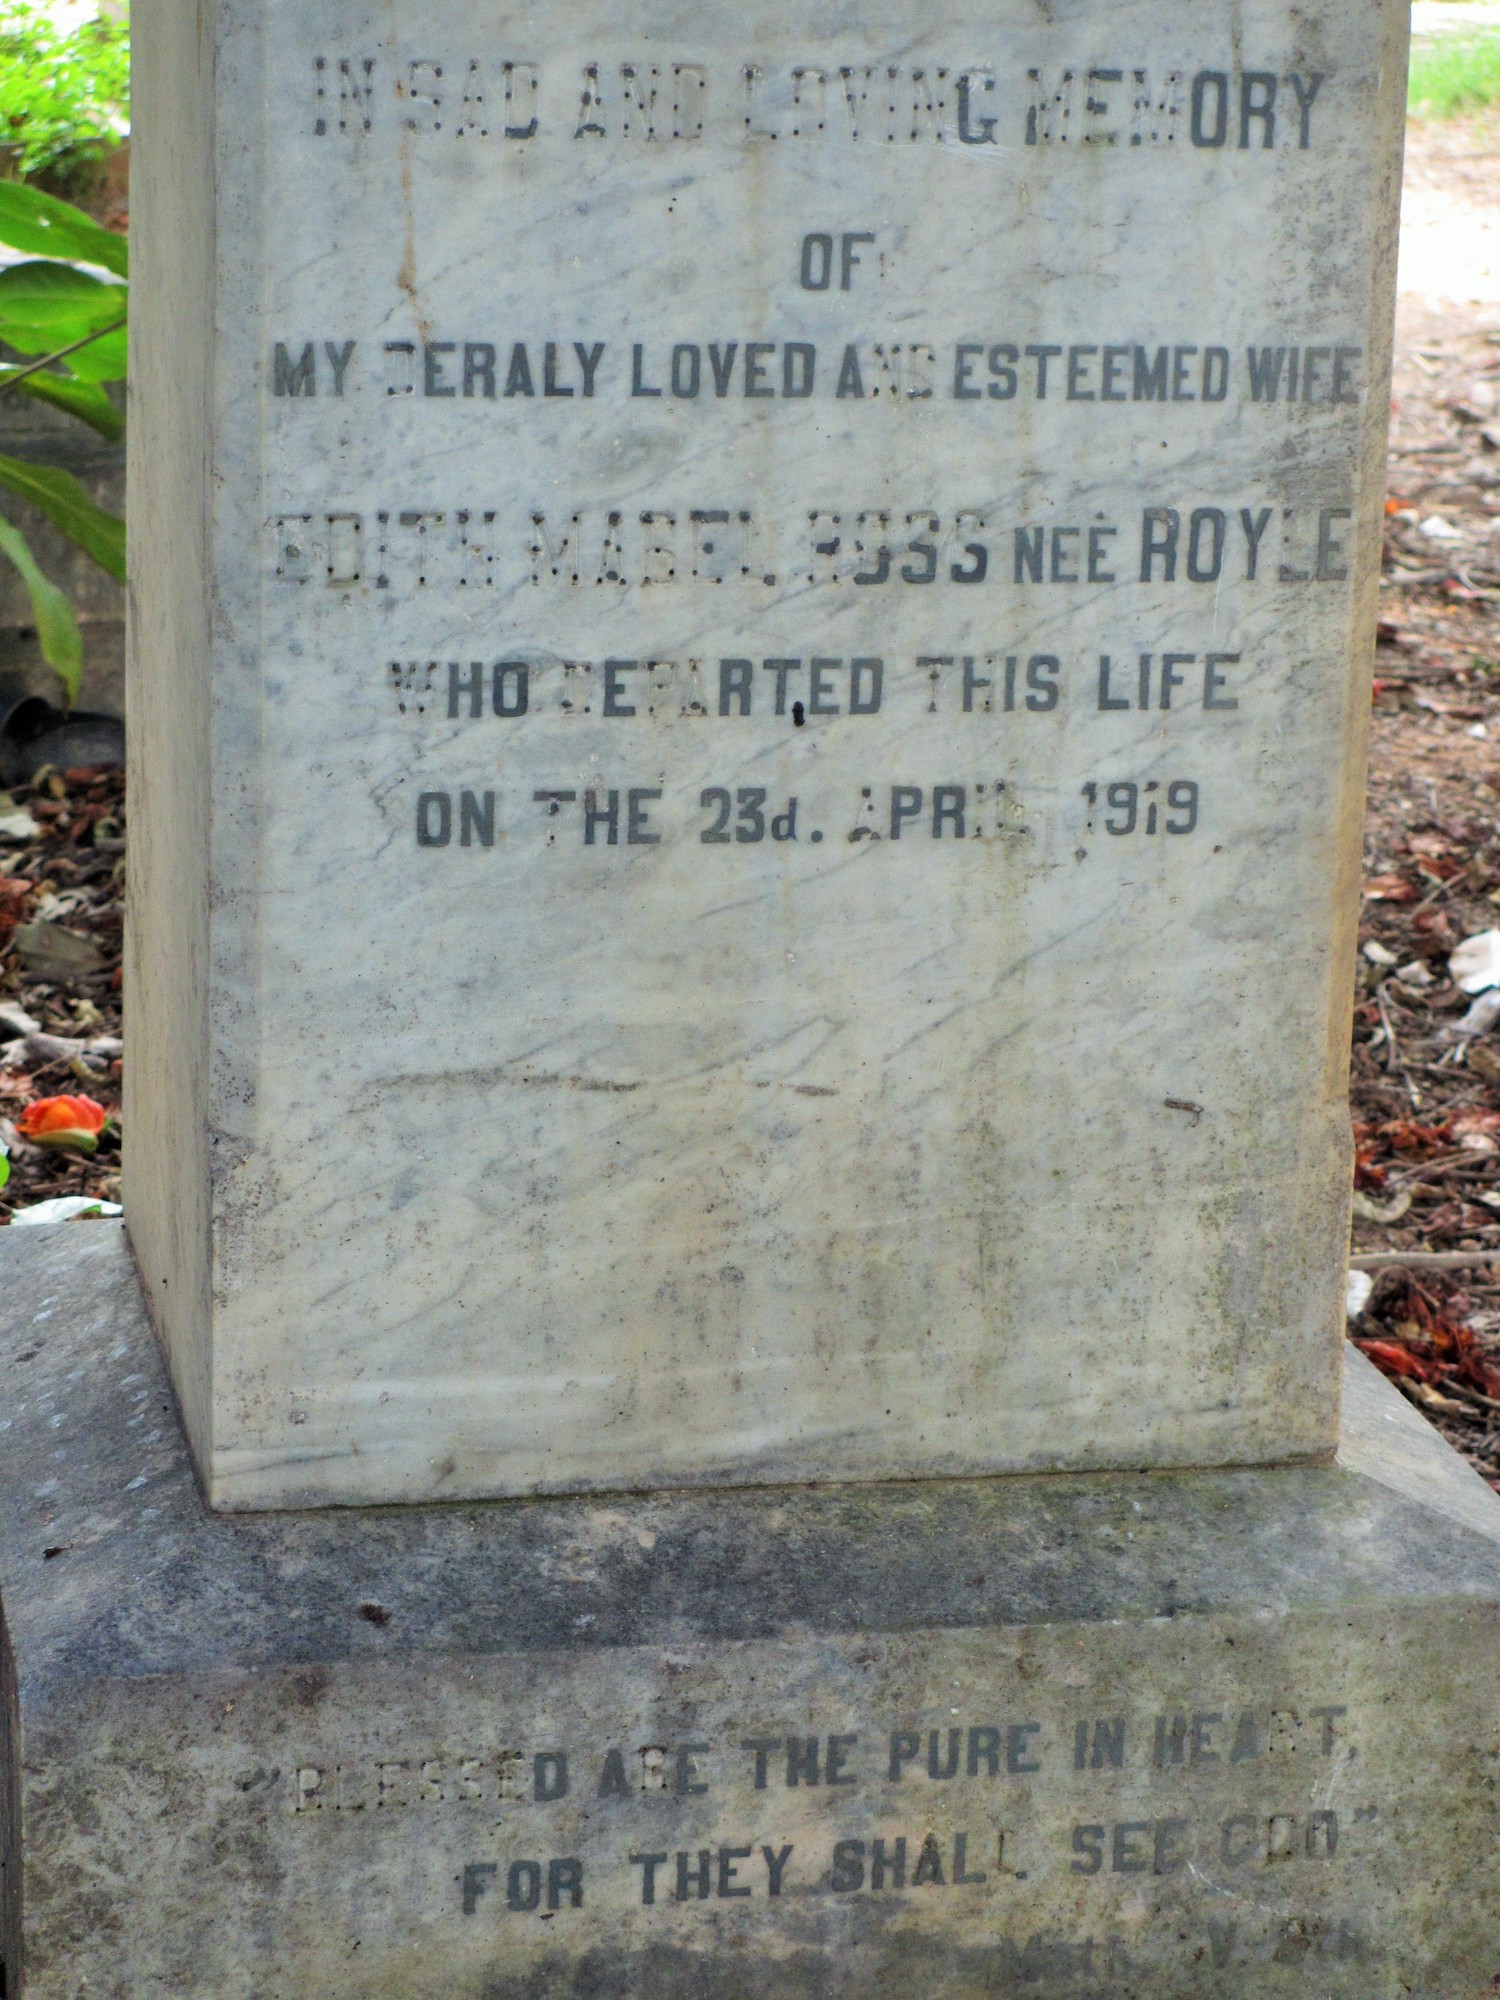 IN SAD AND LOVING MEMORY
OF
MY DERALY LOVED AND ESTEEMED WIFE
EDITH MABEL ROSS NEE ROYLE
WHO DEPARTED THIS LIFE
ON THE 23d. APRIL 1919
"BLESSED ARE THE PURE IN HEART,
FOR THEY SHALL SEE GOD"